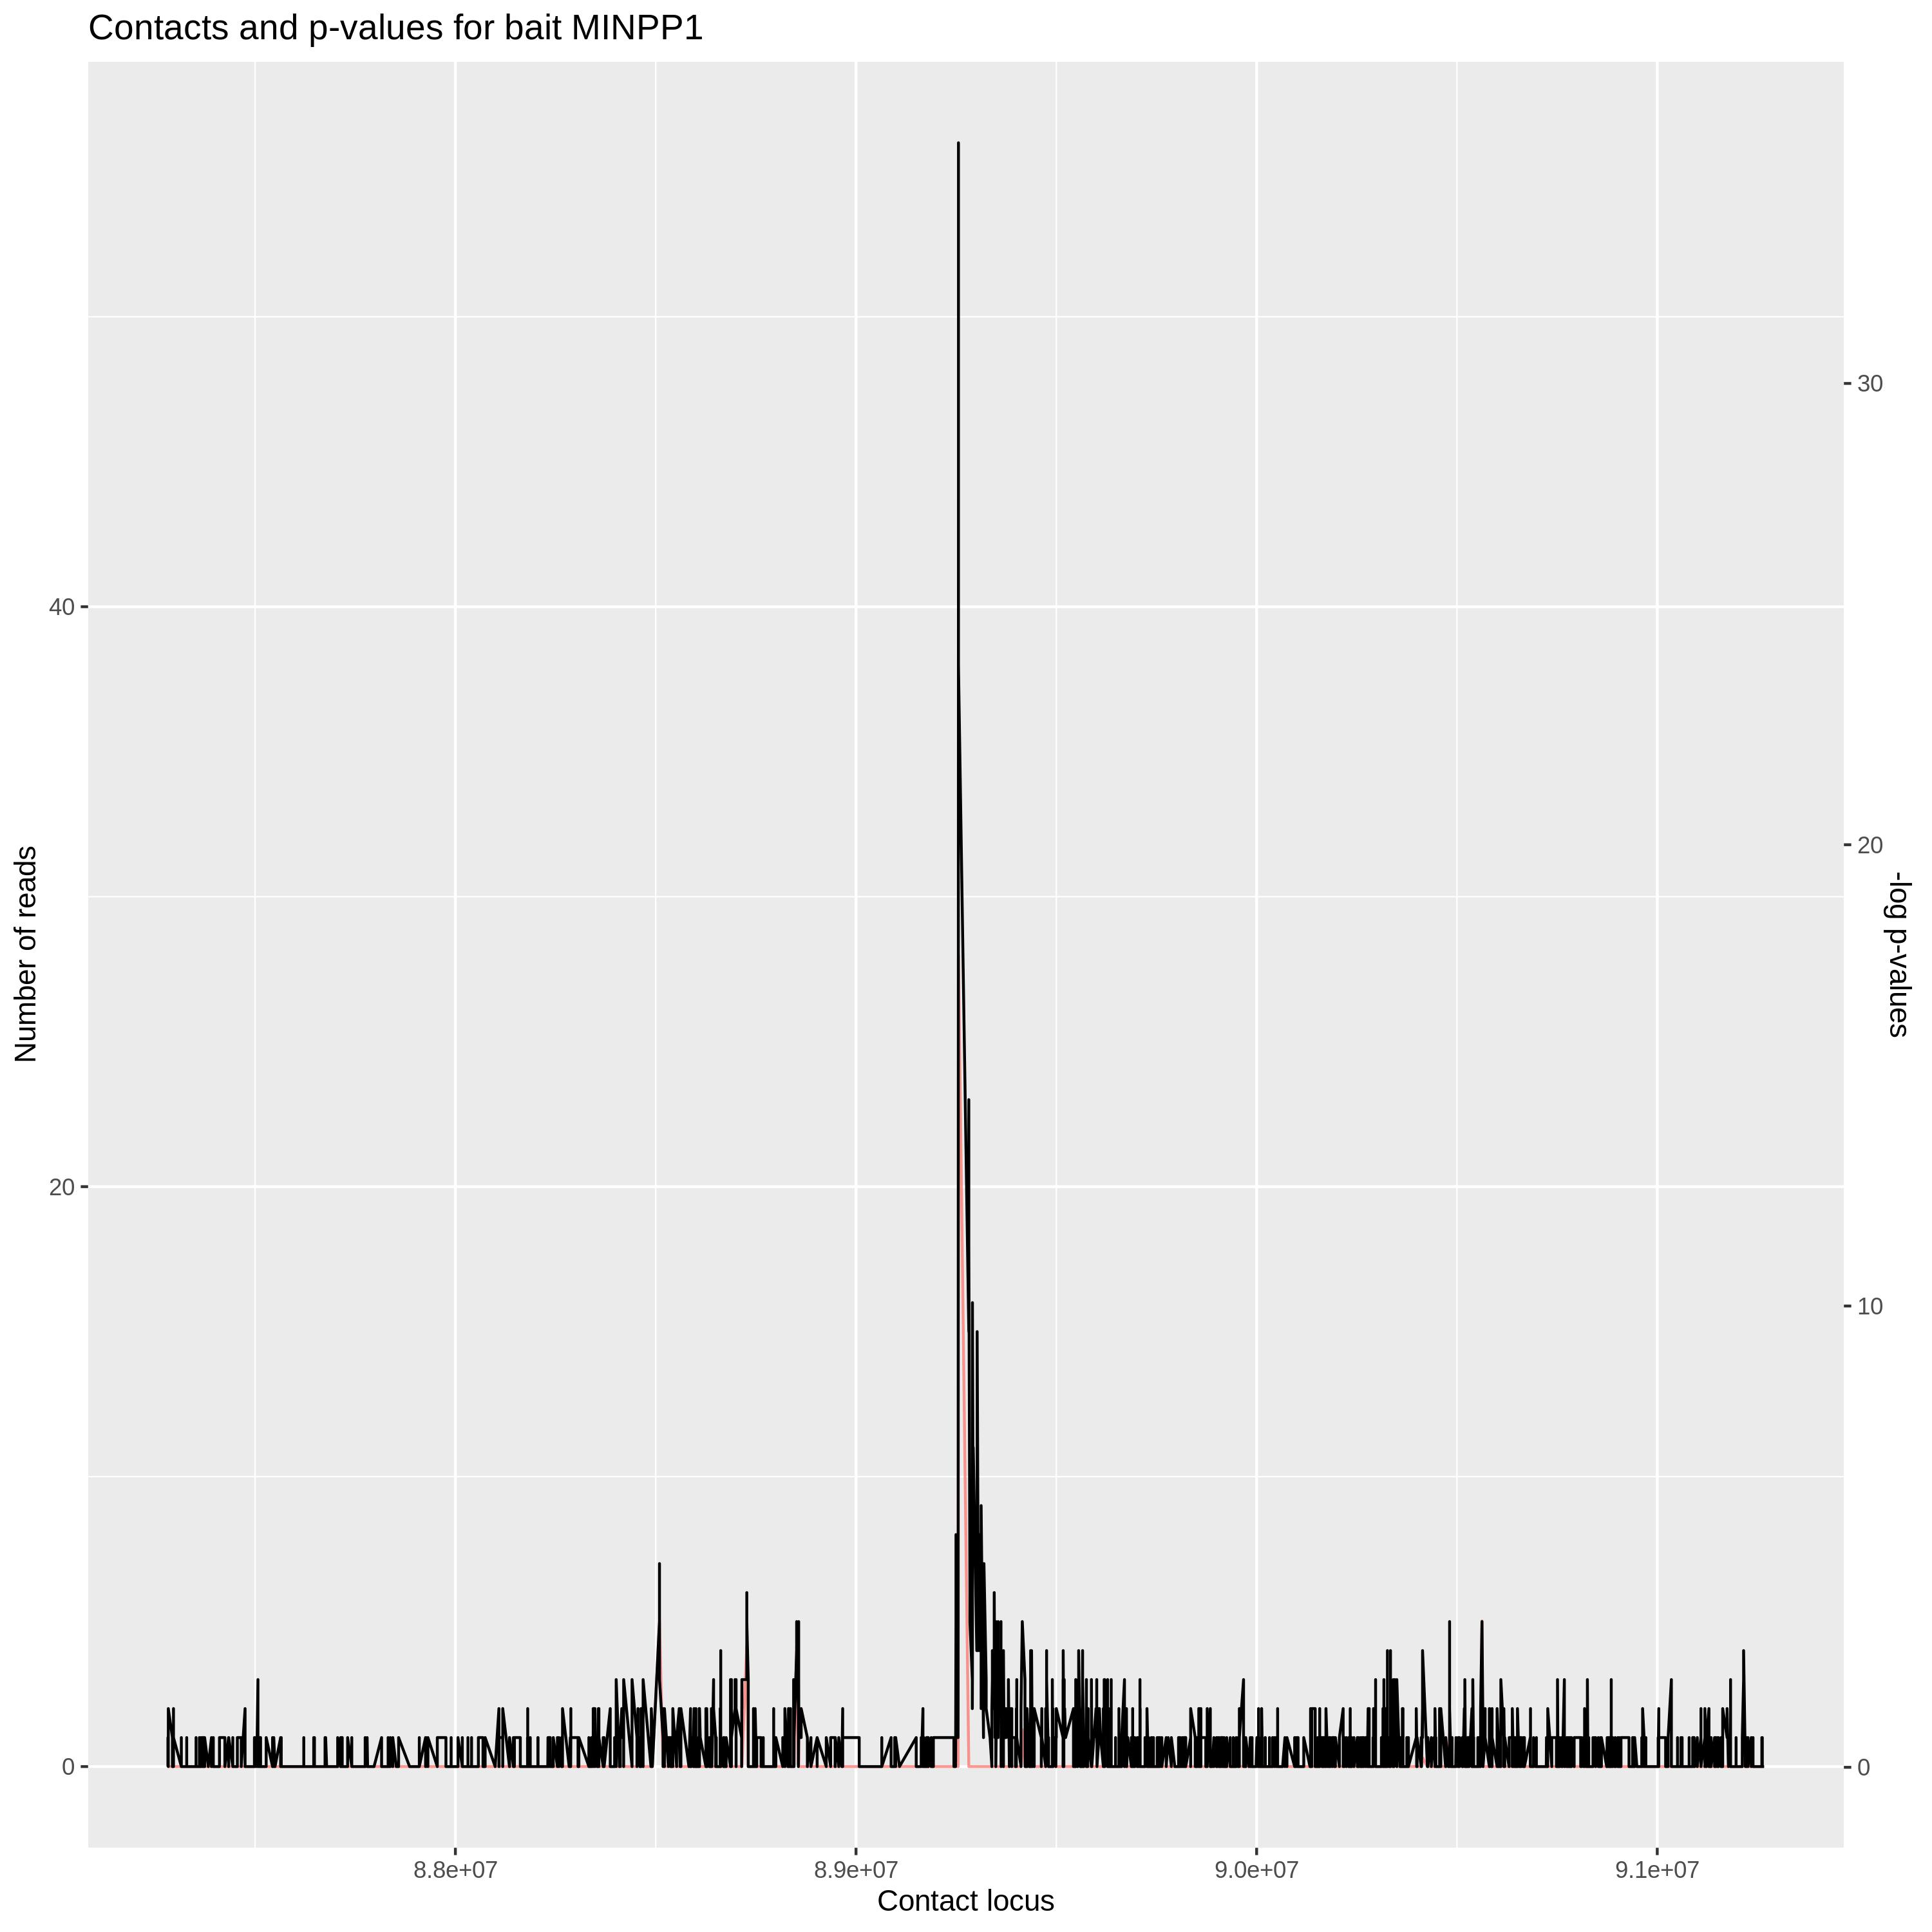 Contacts and p-values for bait MINPP1
40
20
0
Number of reads
30
20
10
0
-log p-values
8.8e+07
8.9e+07
9.0e+07
9.1e+07
Contact locus